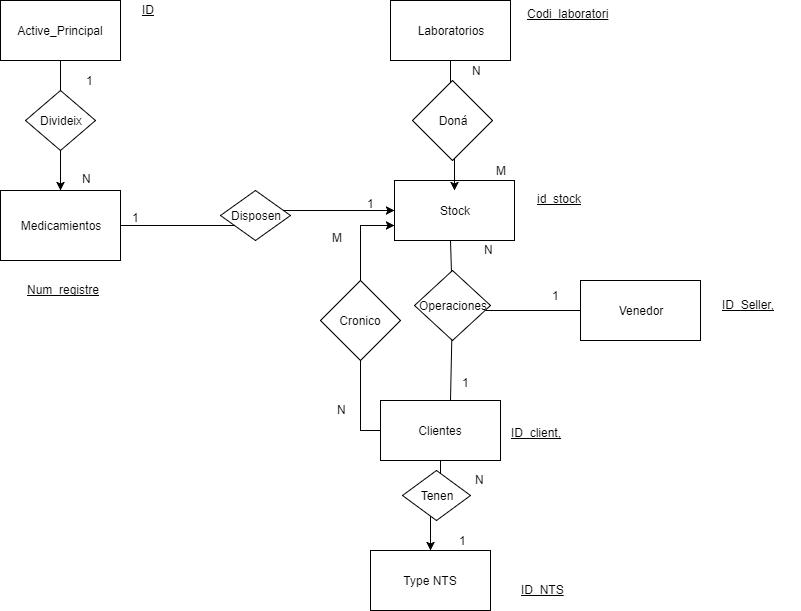 ID
Active_Principal
Laboratorios
Codi_laboratori
1
N
Divideix
Doná
N
M
Medicamientos
1
Disposen
1
Stock
id_stock
M
N
Num_registre
Cronico
Operaciones
1
Venedor
ID_Seller,
1
N
Clientes
ID_client,
N
Tenen
1
Type NTS
ID_NTS